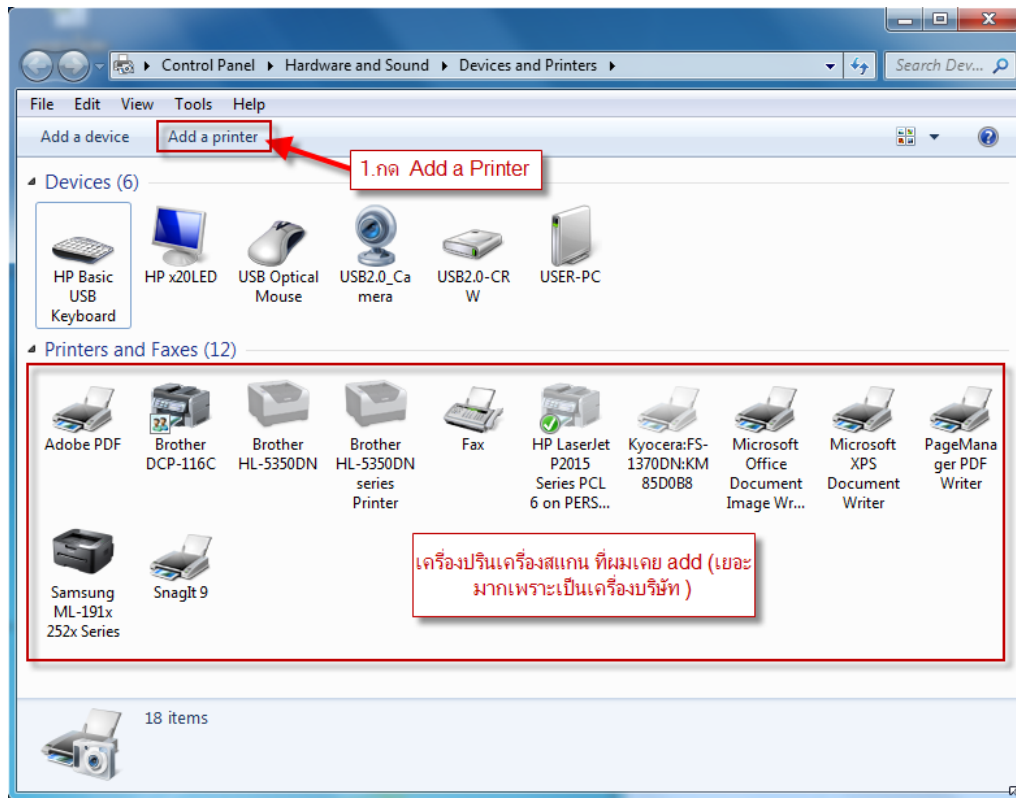 Control Panel ▸ Hardware and Sound ▸ Devices and Printers ▸
Search Dev...
File Edit View Tools Help
Add a device Add a printer
1.กด Add a Printer
Devices (6)
HP Basic USB Keyboard
HP x20LED
USB Optical Mouse
USB2.0_Camera
USB2.0-CRW
USER-PC
Printers and Faxes (12)
Adobe PDF
Brother DCP-116C
Brother HL-5350DN
Brother HL-5350DN series Printer
Fax
HP LaserJet P2015 Series PCL 6 on PERS...
Kyocera:FS-1370DN:KM85D0B8
Microsoft Office Document Image Wr...
Microsoft XPS Document Writer
PageManager PDF Writer
Samsung ML-191x 252x Series
SnagIt 9
เครื่องปรินเครื่องสแกน ที่ผมเคย add (เยอะ
มากเพราะเป็นเครื่องบริษัท )
18 items